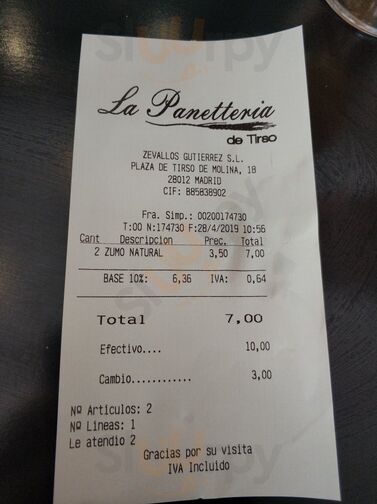 La Panetteria
de Tirso
ZEVALLOS GUTIERREZ S.L.
PLAZA DE TIRSO DE MOLINA, 18
28012 MADRID
CIF: B85838902
Fra. Simp.: 00200174730
T:00 N:174730 F:28/4/2019 10:56
Cant Descripcion Prec. Total
2 ZUMO NATURAL 3,50 7,00
BASE 10%: 6,36 IVA: 0,64
Total 7,00
Efectivo.... 10,00
Cambio............ 3,00
Nº Articulos: 2
Nº Lineas: 1
Le atendio 2
Gracias por su visita
IVA Incluido